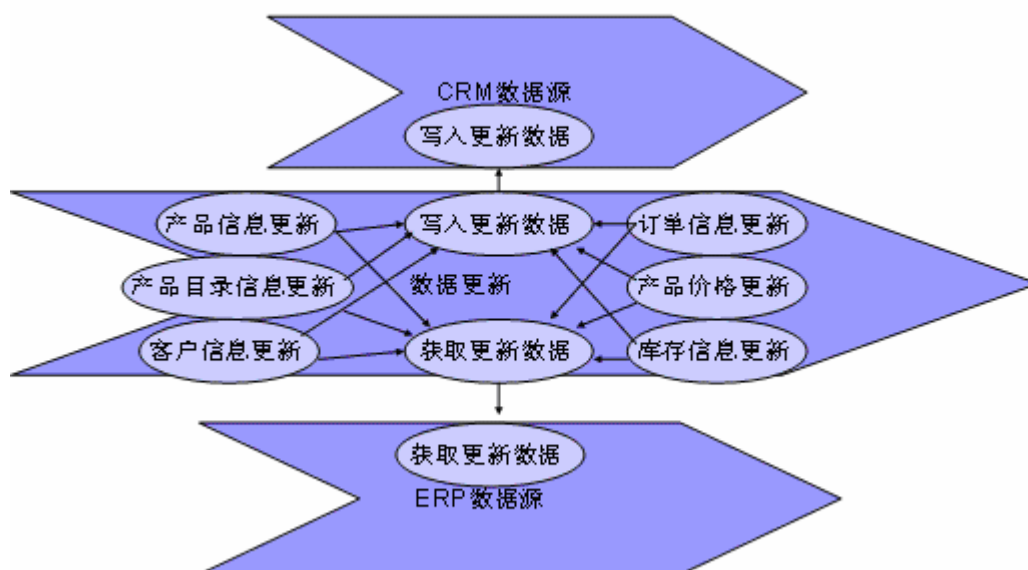 CRM数据源
写入更新数据
产品信息更新
写入更新数据
订单信息更新
产品目录信息更新
数据更新
产品价格更新
客户信息更新
获取更新数据
库存信息更新
获取更新数据
ERP数据源